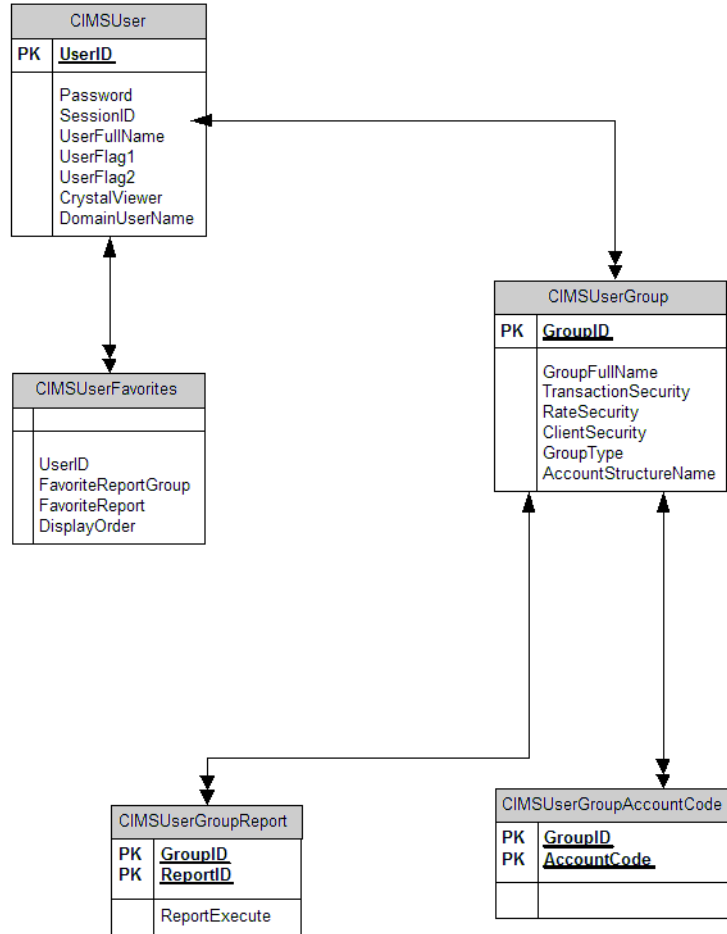 CIMSUser
PK UserID
Password
SessionID
UserFullName
UserFlag1
UserFlag2
CrystalViewer
DomainUserName
CIMSUserGroup
PK GroupID
GroupFullName
TransactionSecurity
RateSecurity
ClientSecurity
GroupType
AccountStructureName
CIMSUserFavorites
UserID
FavoriteReportGroup
FavoriteReport
DisplayOrder
CIMSUserGroupReport
PK GroupID
PK ReportID
ReportExecute
CIMSUserGroupAccountCode
PK GroupID
PK AccountCode